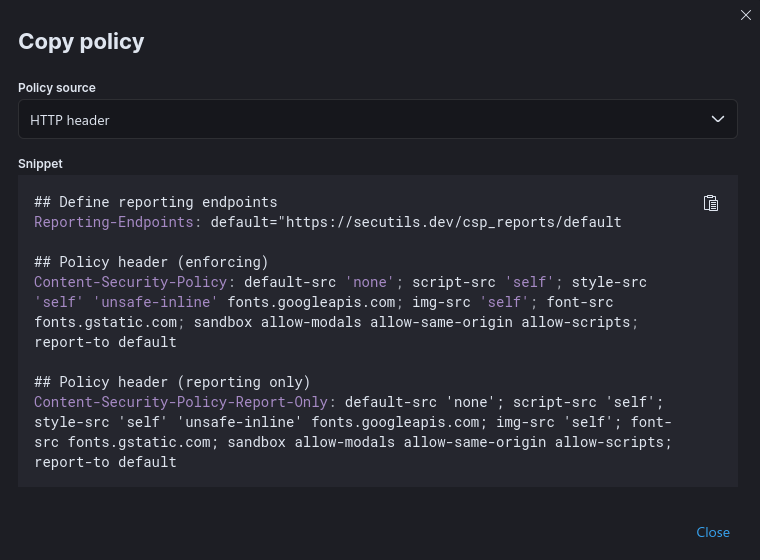 Copy policy
Policy source
HTTP header
Snippet
## Define reporting endpoints
Reporting-Endpoints: default="https://secutils.dev/csp_reports/default
## Policy header (enforcing)
Content-Security-Policy: default-src 'none'; script-src 'self'; style-src
'self' 'unsafe-inline' fonts.googleapis.com; img-src 'self'; font-src
fonts.gstatic.com; sandbox allow-modals allow-same-origin allow-scripts;
report-to default
## Policy header (reporting only)
Content-Security-Policy-Report-Only: default-src 'none'; script-src 'self';
style-src 'self' 'unsafe-inline' fonts.googleapis.com; img-src 'self'; font-
src fonts.gstatic.com; sandbox allow-modals allow-same-origin allow-scripts;
report-to default
Close